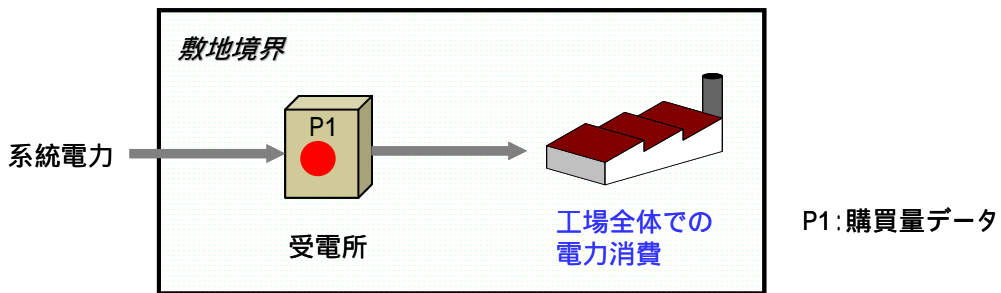 敷地境界
P1
系統電力
受電所
工場全体での
電力消費
P1:購買量データ